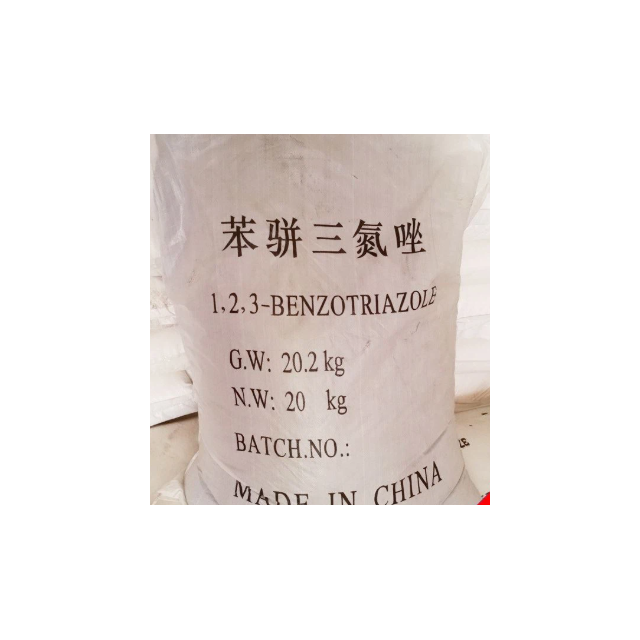 苯骈三氮唑
1,2,3-BENZOTRIAZOLE
G.W: 20.2 kg
N.W: 20 kg
BATCH.NO.:
MADE IN CHINA